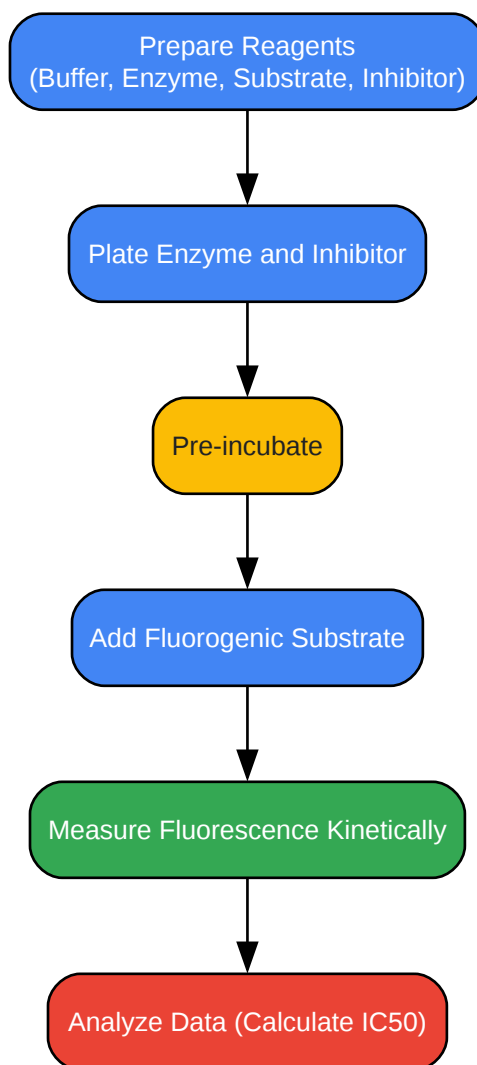 Prepare Reagents
(Buffer, Enzyme, Substrate, Inhibitor)
Plate Enzyme and Inhibitor
Pre-incubate
Add Fluorogenic Substrate
Measure Fluorescence Kinetically
Analyze Data (Calculate IC50)